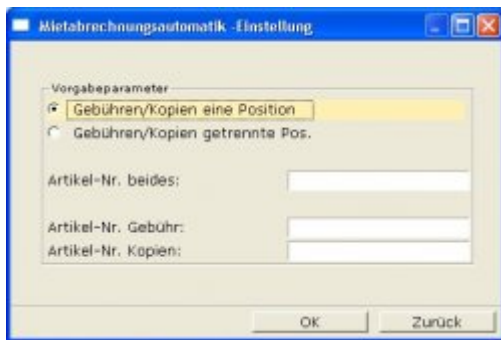 Mietabrechnungsautomatik -Einstellung
Vorgabeparameter
Gebühren/Kopien eine Position
Gebühren/Kopien getrennte Pos.
Artikel-Nr. beides:
Artikel-Nr. Gebühr:
Artikel-Nr. Kopien:
OK Zurück